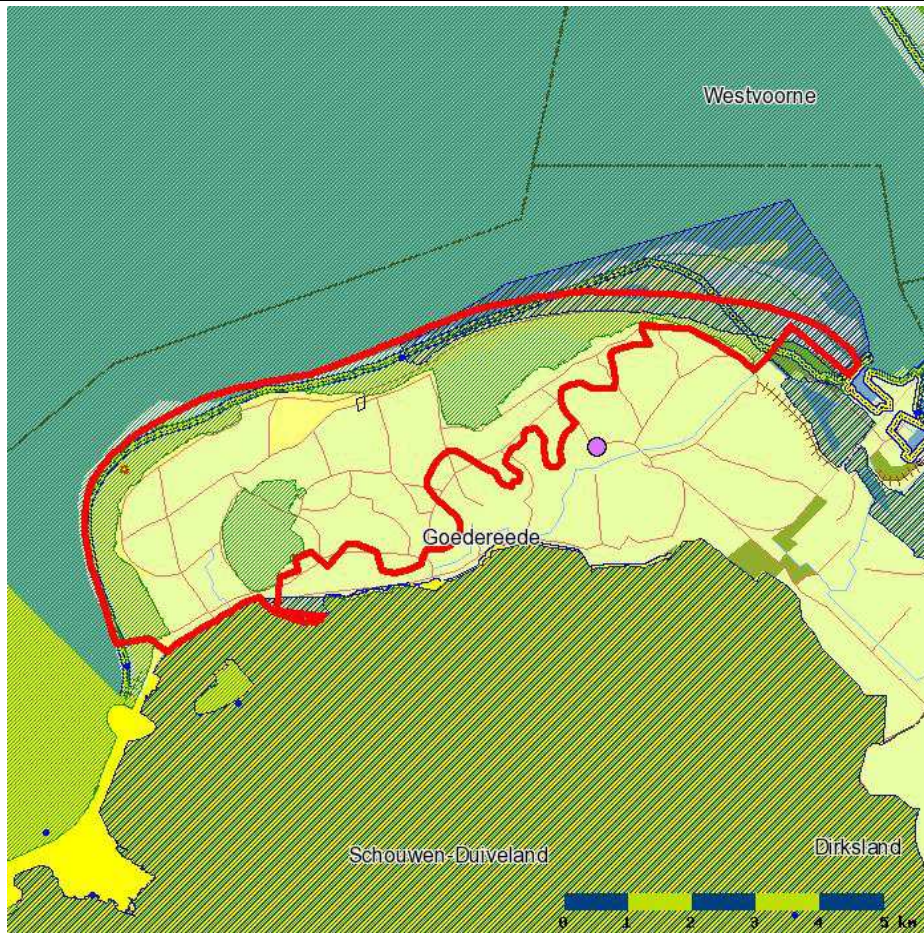 Westvoorne
Goedereede
Schouwen-Duiveland
Dirksland
0 1 2 3 4 5 km